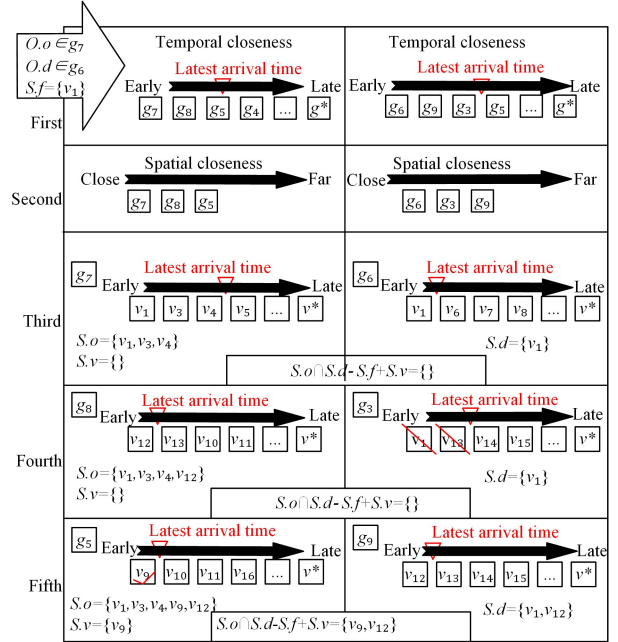 O.o∈g₇
O.d∈g₆
S.f={v₁}
First
Temporal closeness
Latest arrival time
Early Late
g₇ g₈ g₅ g₄ ... g*
Temporal closeness
Latest arrival time
Early Late
g₆ g₉ g₃ g₅ ... g*
Second
Spatial closeness
Close Far
g₇ g₈ g₅
Spatial closeness
Close Far
g₆ g₃ g₉
Third
g₇
Latest arrival time
Early Late
v₁ v₃ v₄ v₅ ... v*
S.o={v₁,v₃,v₄}
S.v={}
g₆
Latest arrival time
Early Late
v₁ v₆ v₇ v₈ ... v*
S.d={v₁}
S.o∩S.d-S.f+S.v={}
Fourth
g₈
Latest arrival time
Early Late
v₁₂ v₁₃ v₁₀ v₁₁ ... v*
S.o={v₁,v₃,v₄,v₁₂}
S.v={}
g₃
Latest arrival time
Early Late
v₁ v₁₃ v₁₄ v₁₅ ... v*
S.d={v₁}
S.o∩S.d-S.f+S.v={}
Fifth
g₅
Latest arrival time
Early Late
v₉ v₁₀ v₁₁ v₁₆ ... v*
S.o={v₁,v₃,v₄,v₉,v₁₂}
S.v={v₉}
g₉
Latest arrival time
Early Late
v₁₂ v₁₃ v₁₄ v₁₅ ... v*
S.d={v₁,v₁₂}
S.o∩S.d-S.f+S.v={v₉,v₁₂}